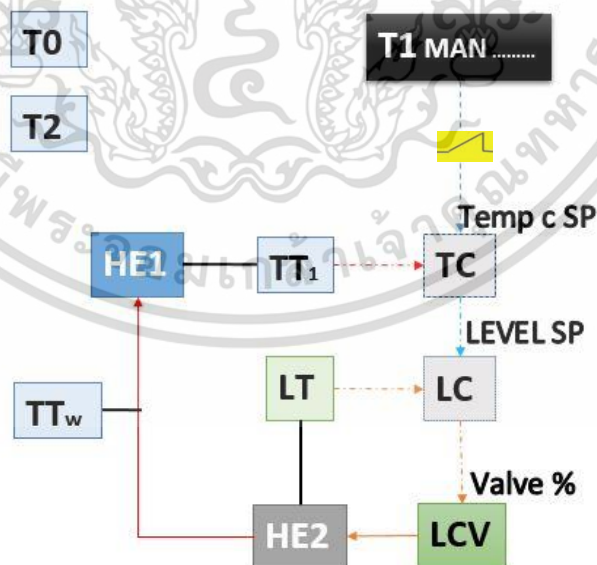 T0
T1 MAN .........
T2
Temp c SP
HE1
TT1
TC
LEVEL SP
LT
LC
TTw
Valve %
HE2
LCV